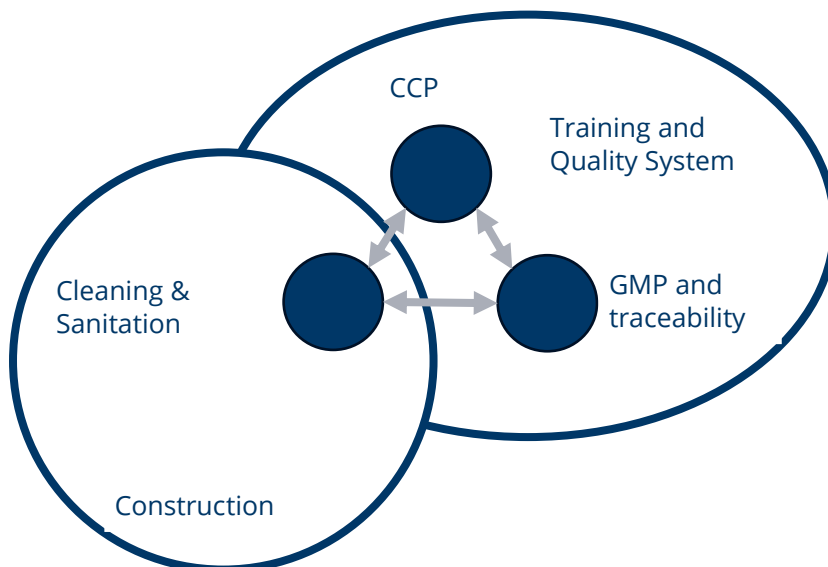 CCP
Training and
Quality System
Cleaning &
Sanitation
GMP and
traceability
Construction